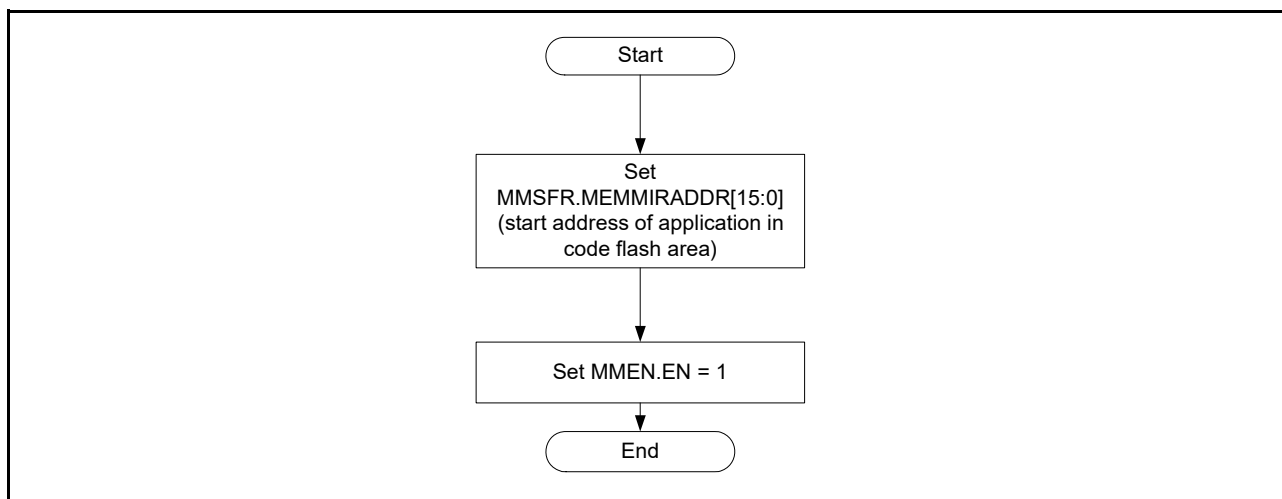 Start
Set
MMSFR.MEMMIRADDR[15:0]
(start address of application in
code flash area)
Set MMEN.EN = 1
End